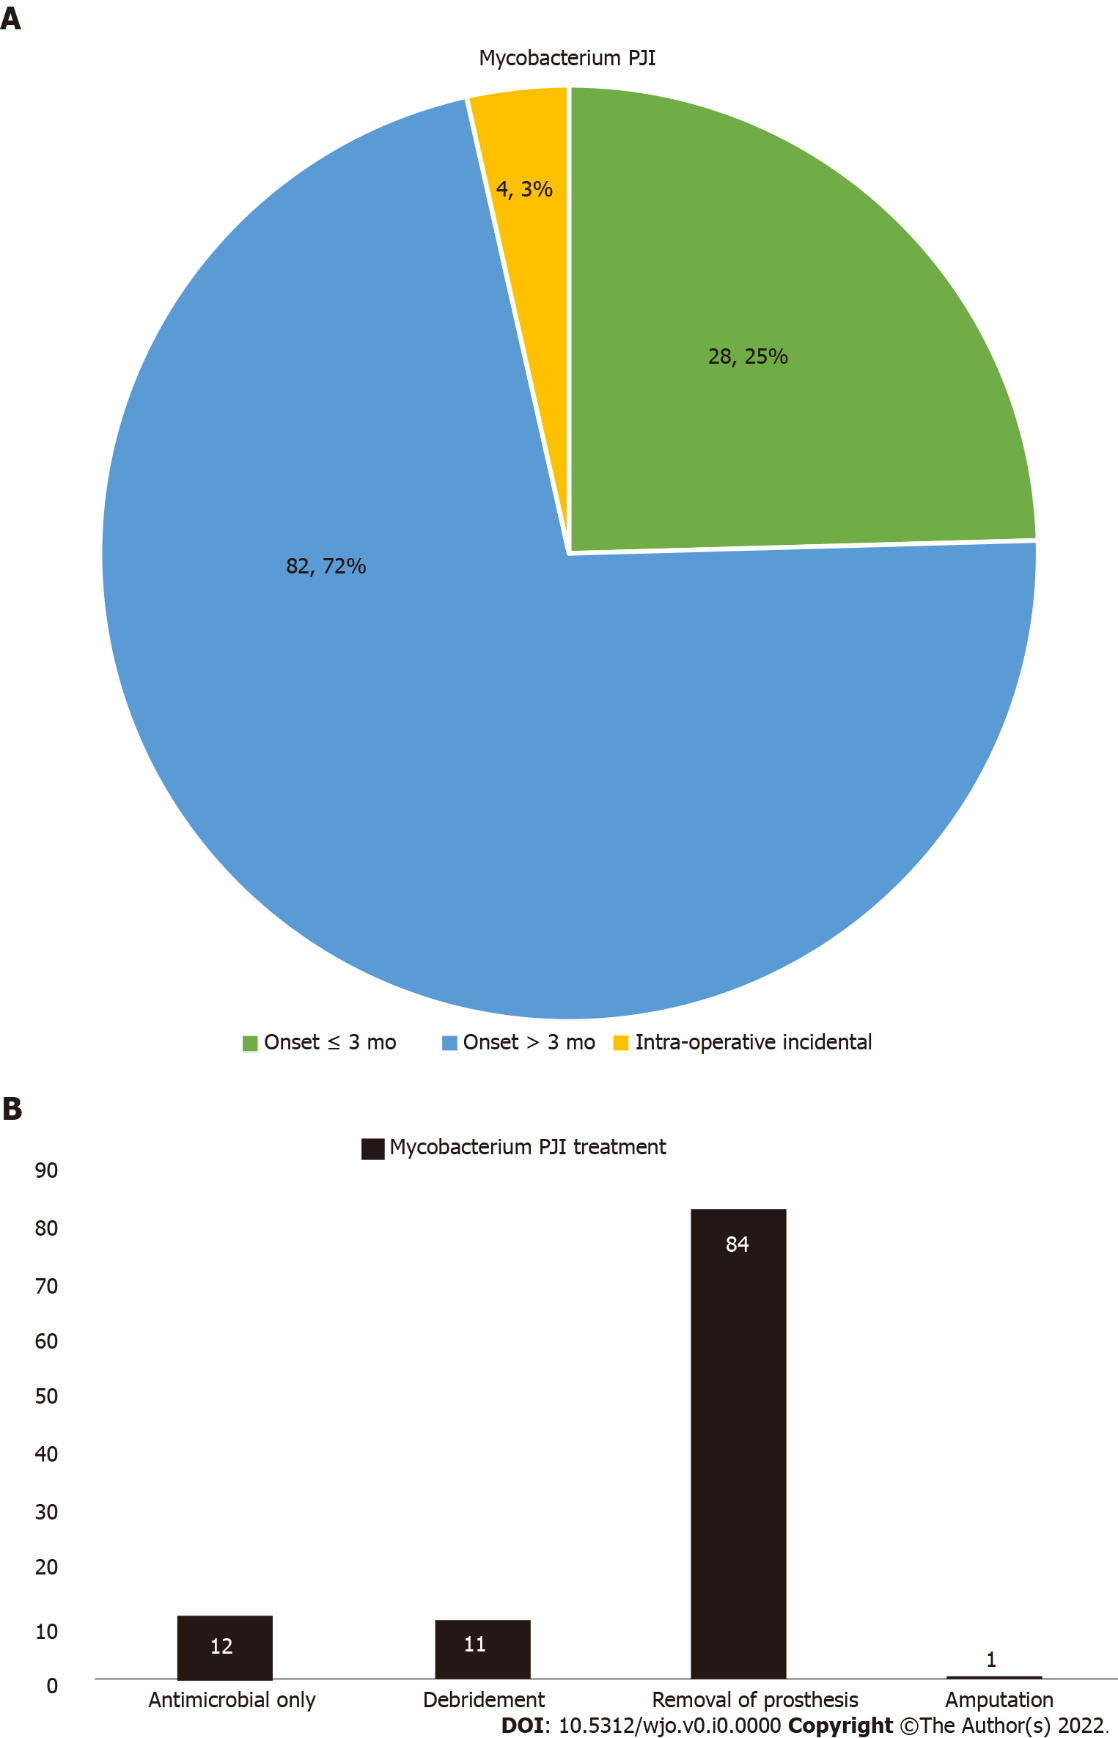 A
Mycobacterium PJI
4, 3%
28, 25%
82, 72%
Onset ≤ 3 mo Onset > 3 mo Intra-operative incidental
B
Mycobacterium PJI treatment
90
80
70
60
50
40
30
20
10
0
84
12
11
1
Antimicrobial only Debridement Removal of prosthesis Amputation
DOI: 10.5312/wjo.v0.i0.0000 Copyright ©The Author(s) 2022.